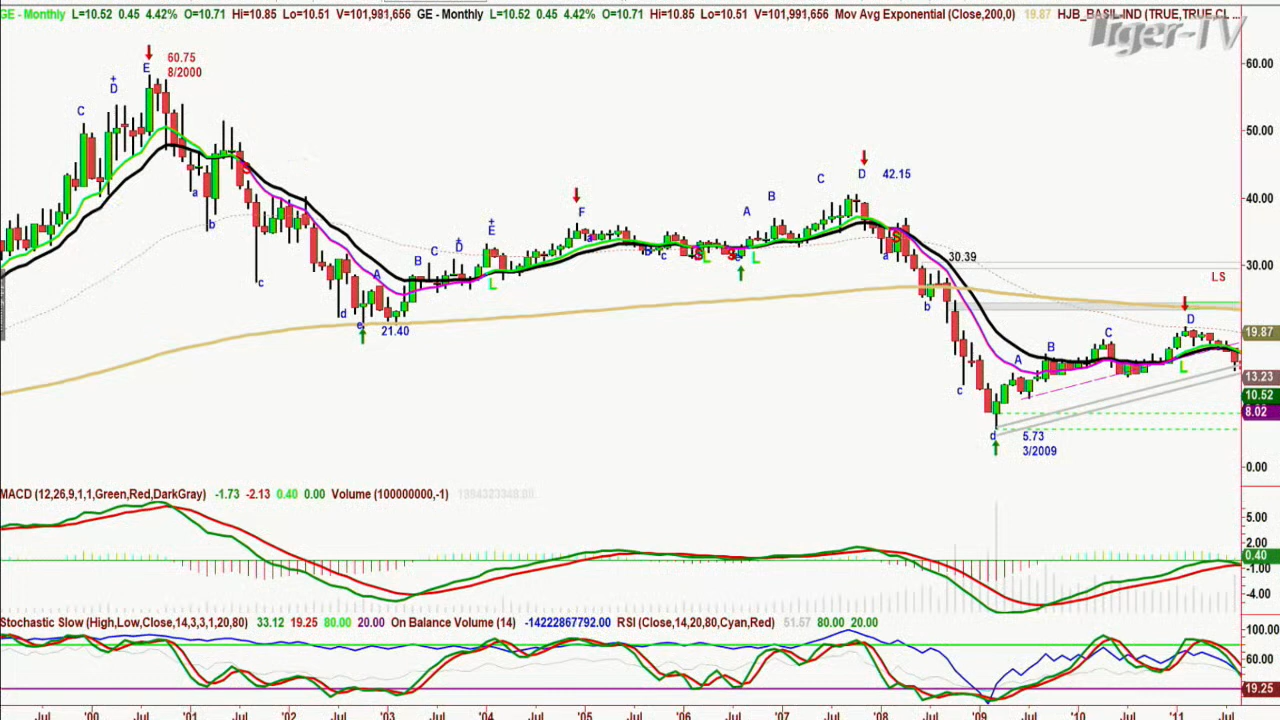 GE - Monthly L=10.52 0.45 4.42% O=10.71 Hi=10.85 Lo=10.51 V=101,981,656 GE - Monthly L=10.52 0.45 4.42% O=10.71 Hi=10.85 Lo=10.51 V=101,991,656 Mov Avg Exponential (Close,200,0) 19.87 HJB_BASIL-IND (TRUE,TRUE,CL ...
Tiger-TV
60.75
8/2000
60.00
E
+
D
C
50.00
42.15
D
C
B
A
40.00
S
a
b
F
+
E
+
D
C
B
A
a
b
c
S
L
S
e
L
S
a
30.39
30.00
LS
c
L
b
d
e
21.40
D
19.87
C
B
A
L
13.23
c
10.52
8.02
d
5.73
3/2009
0.00
MACD (12,26,9,1,1,Green,Red,DarkGray) -1.73 -2.13 0.40 0.00 Volume (100000000,-1)
5.00
2.00
0.40
-1.00
-4.00
Stochastic Slow (High,Low,Close,14,3,3,1,20,80) 33.12 19.25 80.00 20.00 On Balance Volume (14) -14222867792.00 RSI (Close,14,20,80,Cyan,Red) 51.57 80.00 20.00
100.00
60.00
19.25
Jul '00 Jul '01 Jul '02 Jul '03 Jul '04 Jul '05 Jul '06 Jul '07 Jul '08 Jul '09 Jul '10 Jul '11 Jul